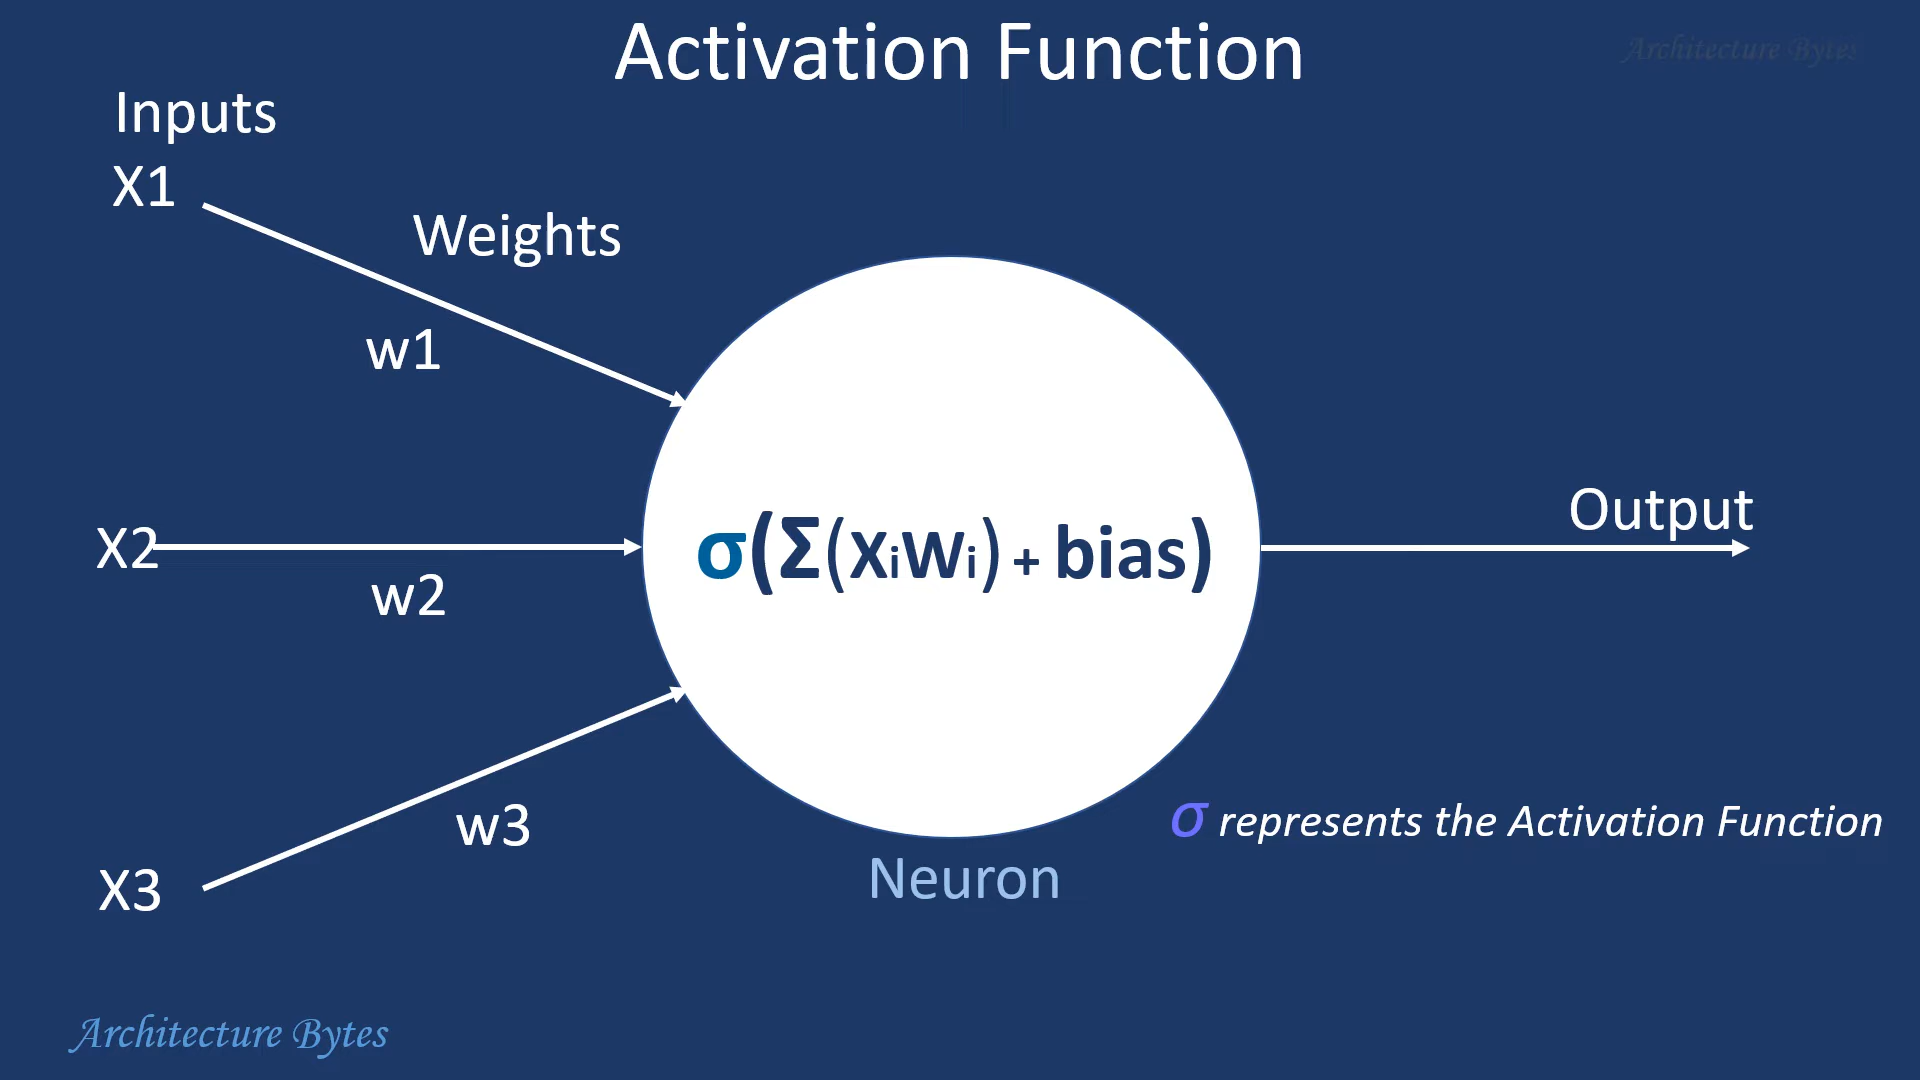 Activation Function
Architecture Bytes
Inputs
X1
Weights
w1
X2
w2
σ(Σ(xᵢwᵢ) + bias)
Output
X3
w3
σ represents the Activation Function
Neuron
Architecture Bytes